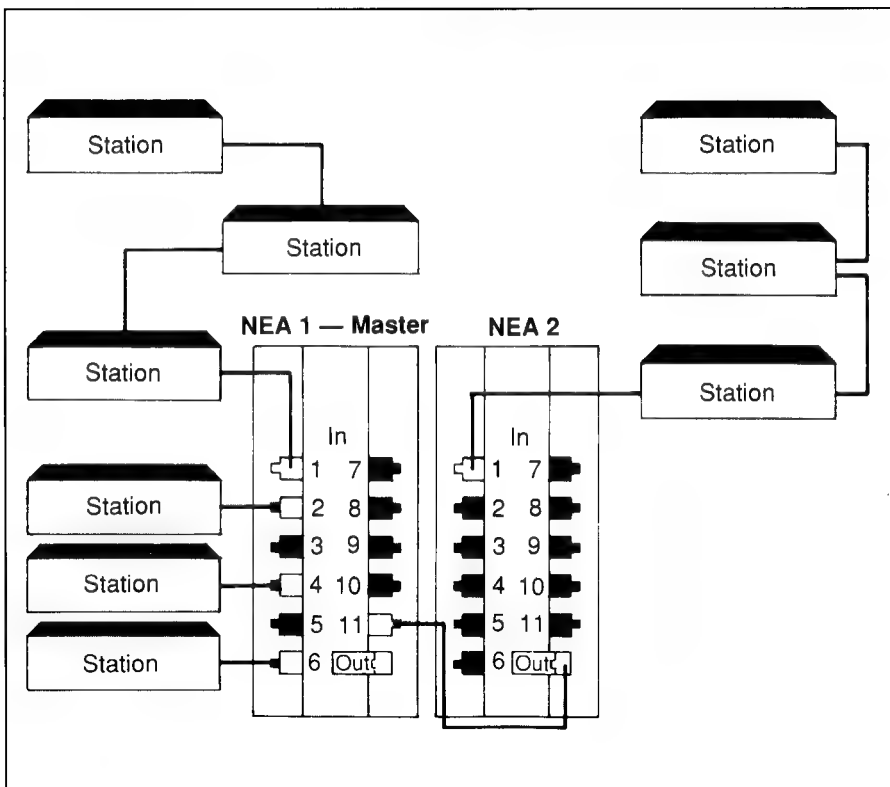 Station
Station
Station
Station
NEA 1 — Master
NEA 2
Station
Station
In
In
1 7
1 7
Station
2 8
2 8
3 9
3 9
Station
4 10
4 10
5 11
5 11
Station
6 Out
6 Out